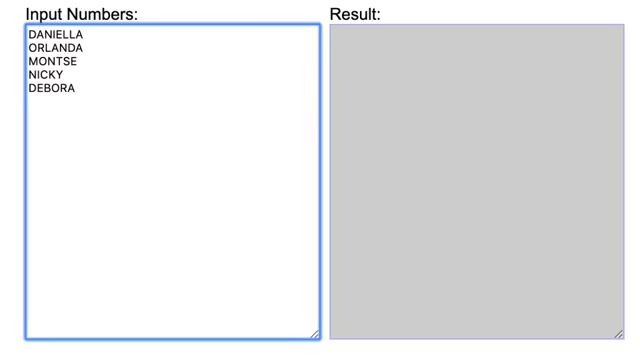 Input Numbers:
DANIELLA
ORLANDA
MONTSE
NICKY
DEBORA
Result: